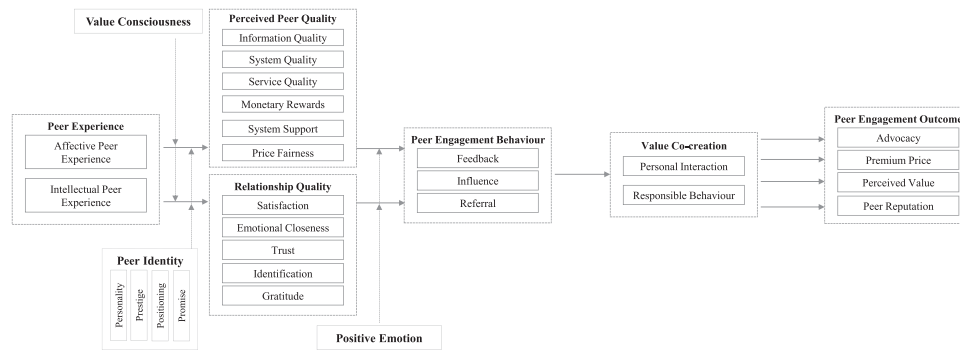 Value Consciousness
Perceived Peer Quality
Information Quality
System Quality
Service Quality
Monetary Rewards
System Support
Price Fairness
Peer Experience
Affective Peer
Experience
Intellectual Peer
Experience
Relationship Quality
Satisfaction
Emotional Closeness
Trust
Identification
Gratitude
Peer Identity
Personality
Prestige
Positioning
Promise
Positive Emotion
Peer Engagement Behaviour
Feedback
Influence
Referral
Value Co-creation
Personal Interaction
Responsible Behaviour
Peer Engagement Outcome
Advocacy
Premium Price
Perceived Value
Peer Reputation